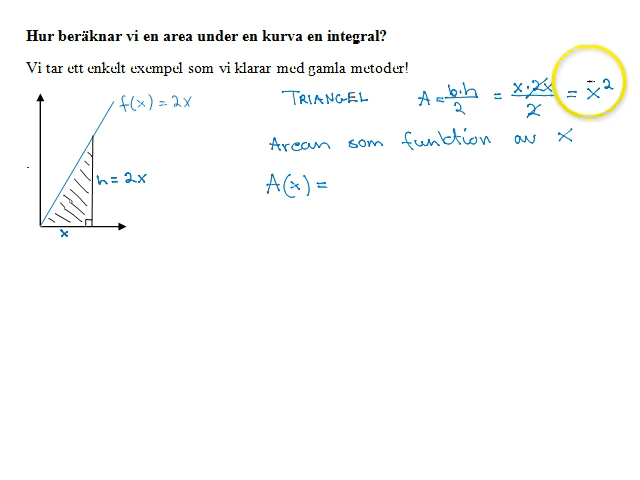 Hur beräknar vi en area under en kurva en integral?
Vi tar ett enkelt exempel som vi klarar med gamla metoder!
f(x) = 2x
TRIANGEL A = b·h/2 = x·2x/2 = x²
Arean som funktion av x
h = 2x
A(x) =
x